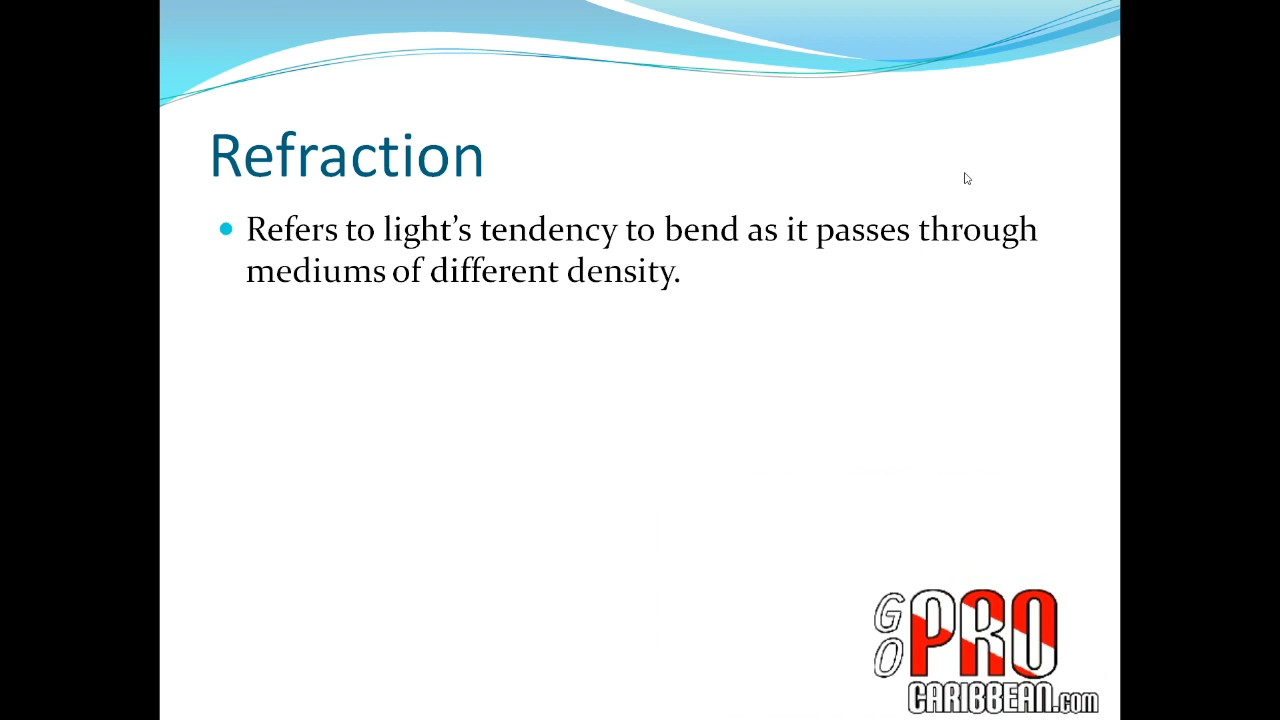 Refraction
Refers to light’s tendency to bend as it passes through
mediums of different density.
GO PRO
CARIBBEAN.com